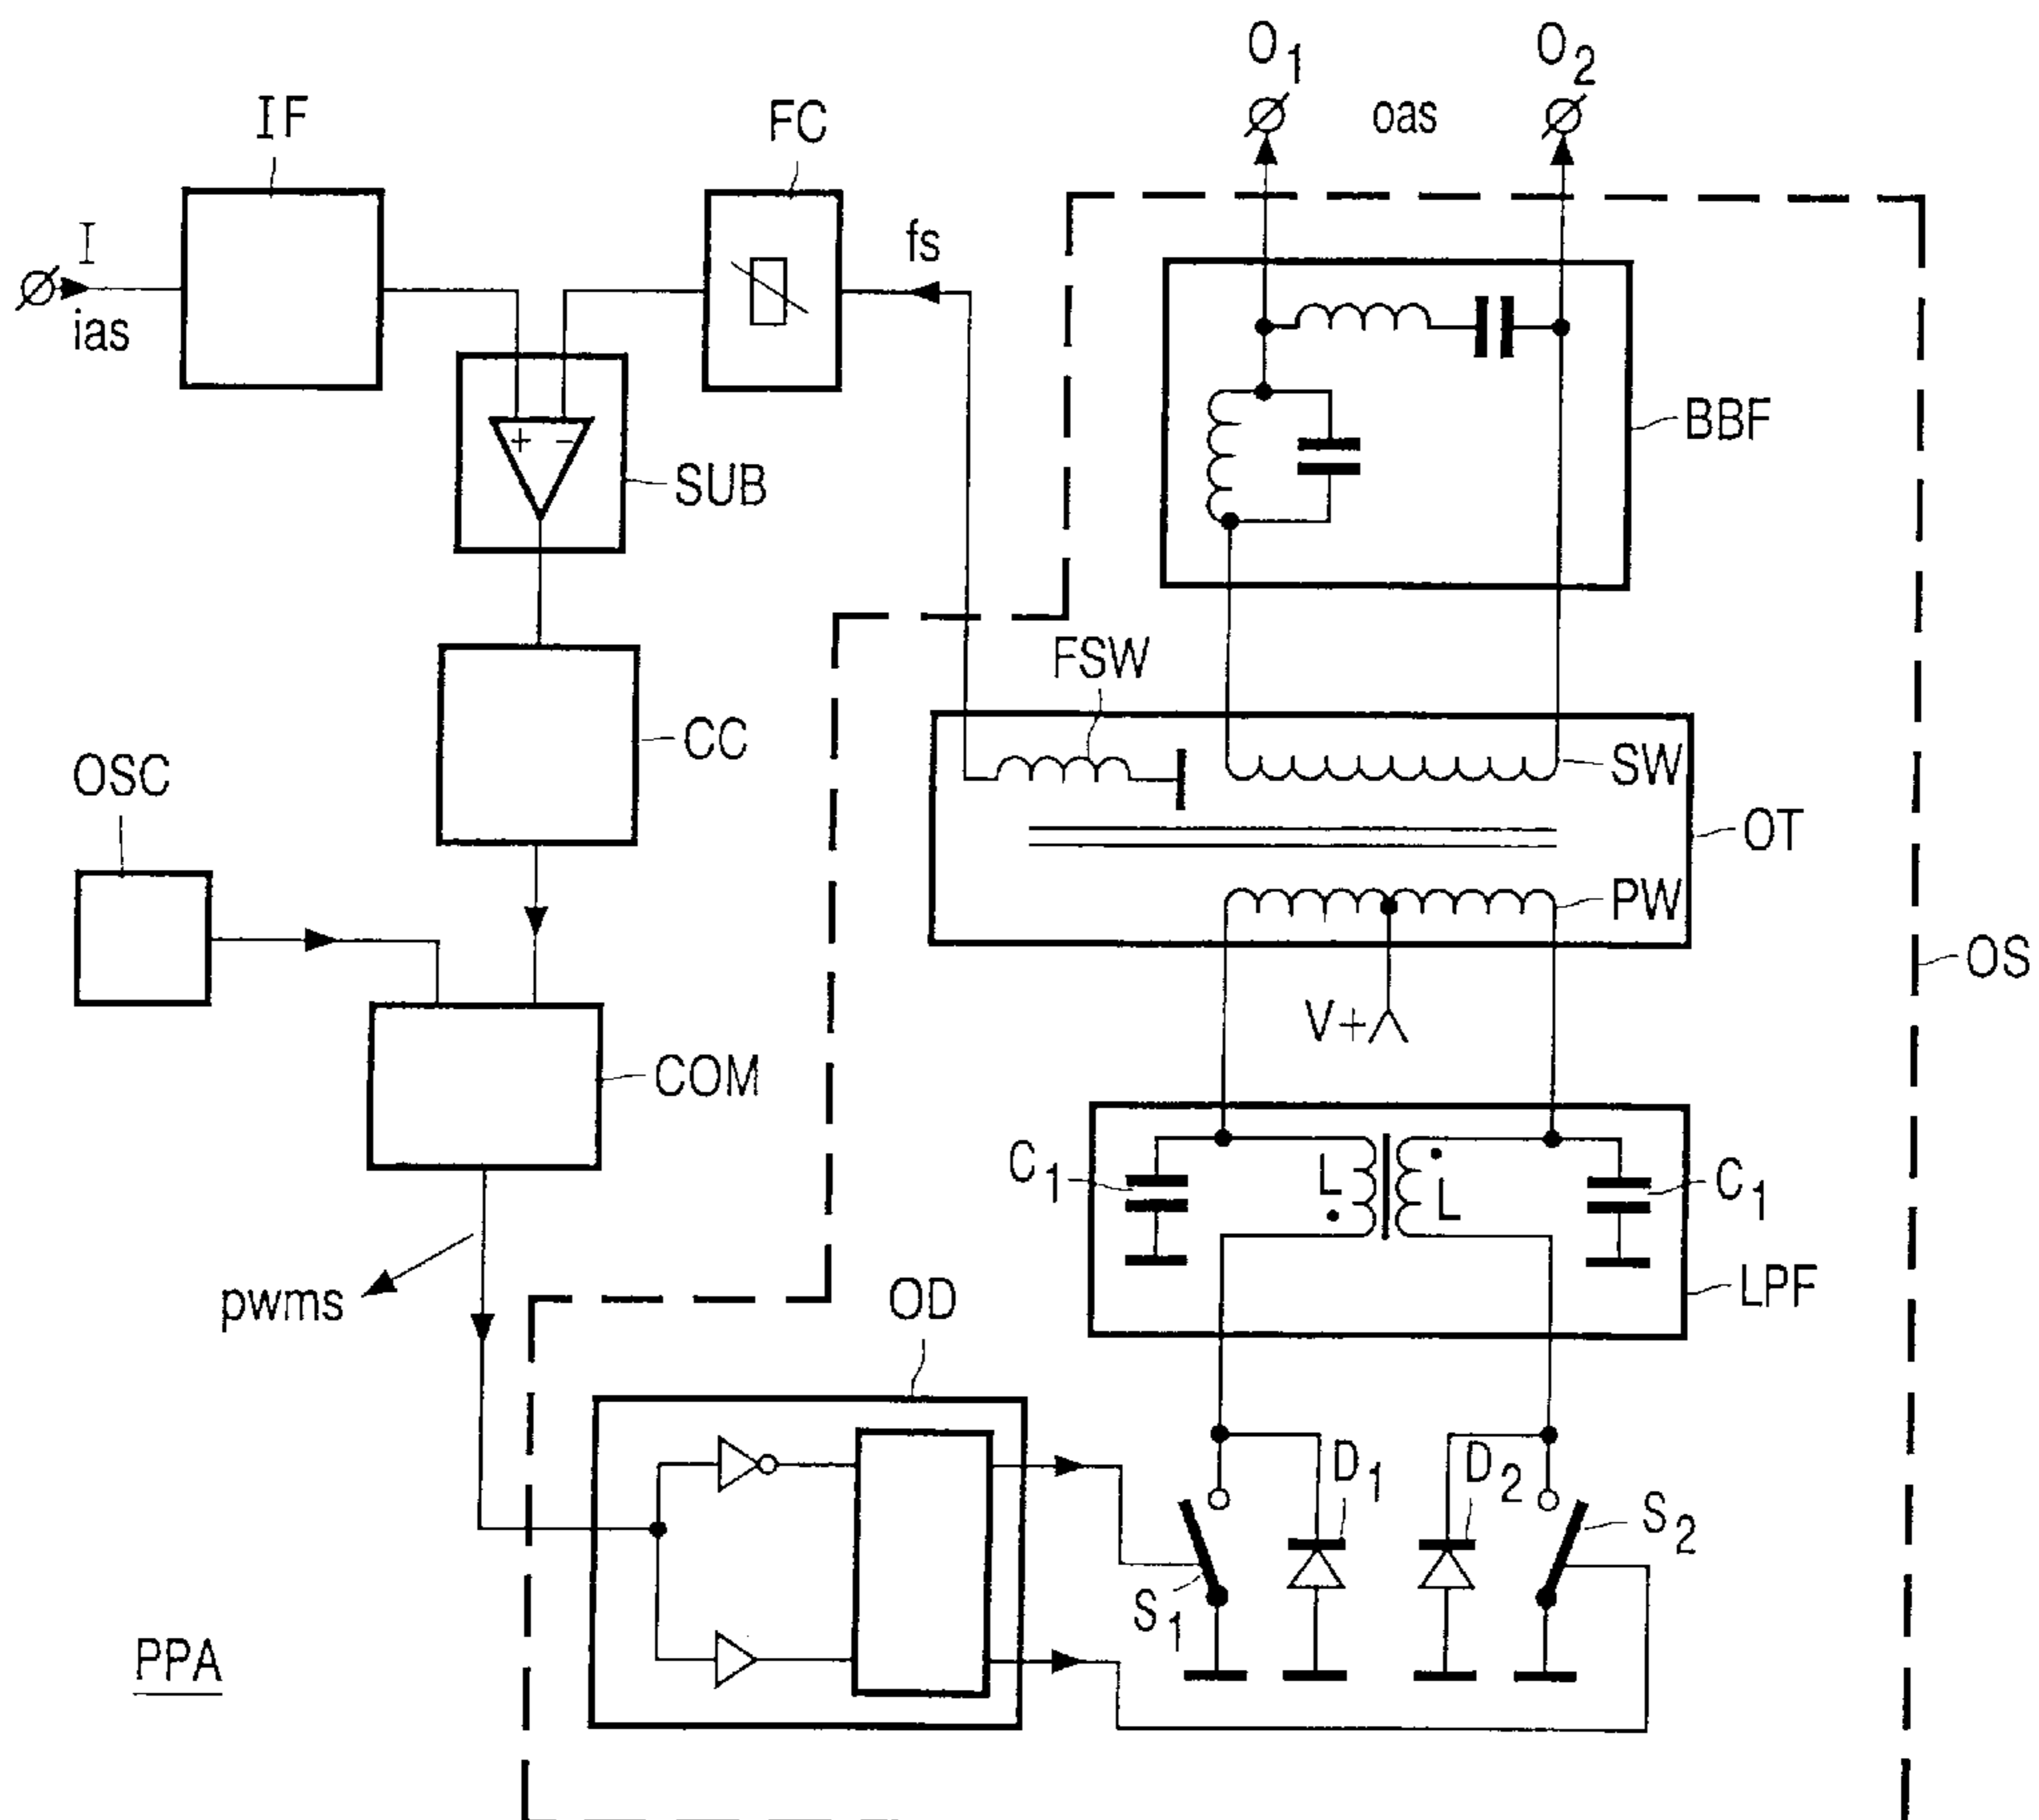 O1
O2
oas
IF
FC
I
ias
fs
BBF
+
−
SUB
FSW
CC
SW
OSC
OT
PW
OS
V+
COM
C1
L
L
C1
pwms
OD
LPF
D1
D2
S2
S1
PPA